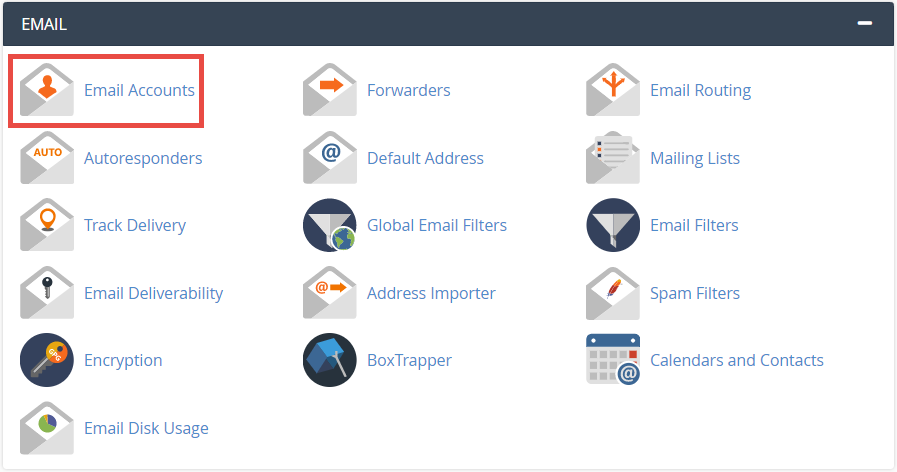 EMAIL
Email Accounts
Forwarders
Email Routing
AUTO
Autoresponders
@
Default Address
Mailing Lists
Track Delivery
Global Email Filters
Email Filters
Email Deliverability
@
Address Importer
Spam Filters
GPG
Encryption
BoxTrapper
@
Calendars and Contacts
Email Disk Usage